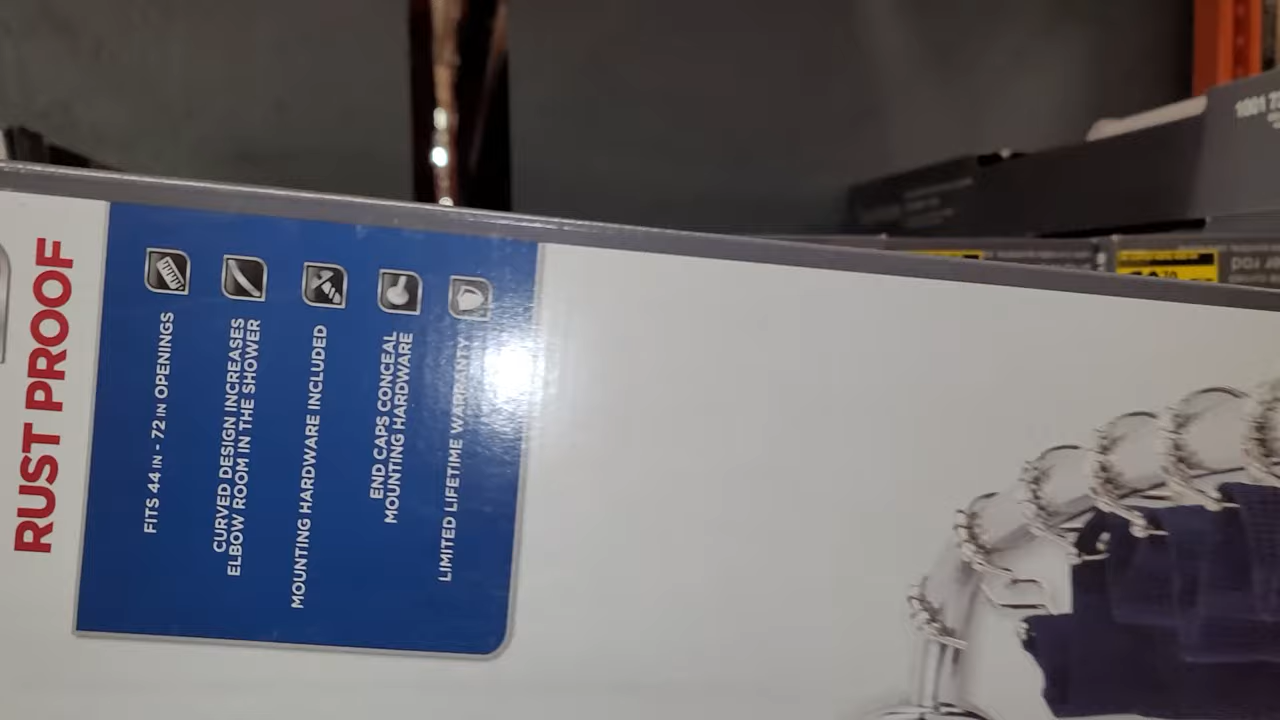 RUST PROOF
FITS 44 IN - 72 IN OPENINGS
CURVED DESIGN INCREASES
ELBOW ROOM IN THE SHOWER
MOUNTING HARDWARE INCLUDED
END CAPS CONCEAL
MOUNTING HARDWARE
LIMITED LIFETIME WARRANTY
1001